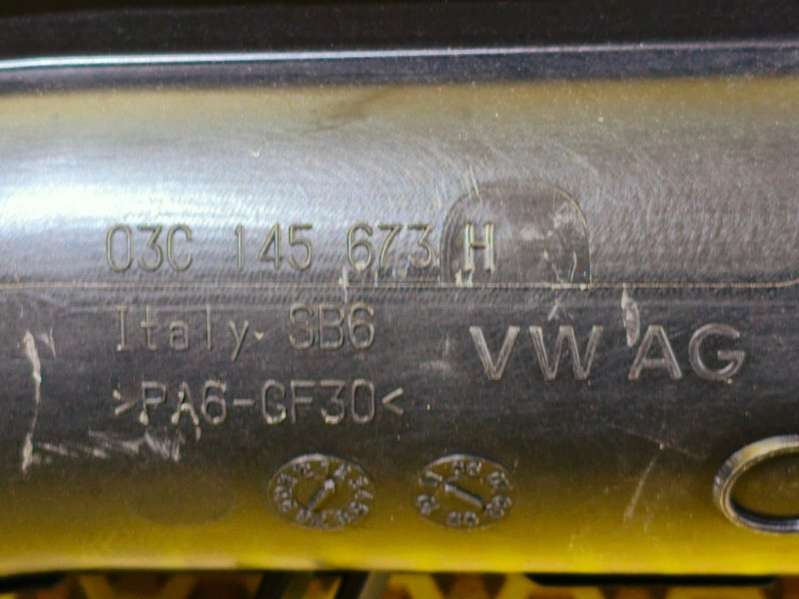 03C 145 673 H
Italy SB6
VW AG
>PA6-GF30<